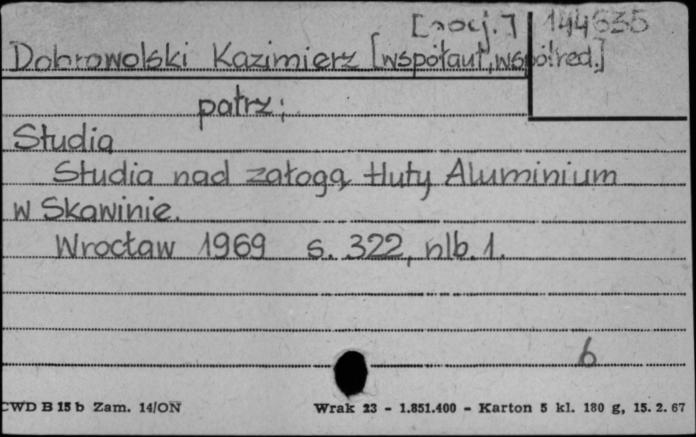 [socj.] 144635
Dobrowolski Kazimierz [współaut., współred.]
patrz:
Studia
Studia nad załogą Huty Aluminium
w Skawinie.
Wrocław 1969 s. 322, nlb. 1.
6
CWD B 15 b Zam. 14/ON Wrak 23 - 1.851.400 - Karton 5 kl. 180 g, 15. 2. 67